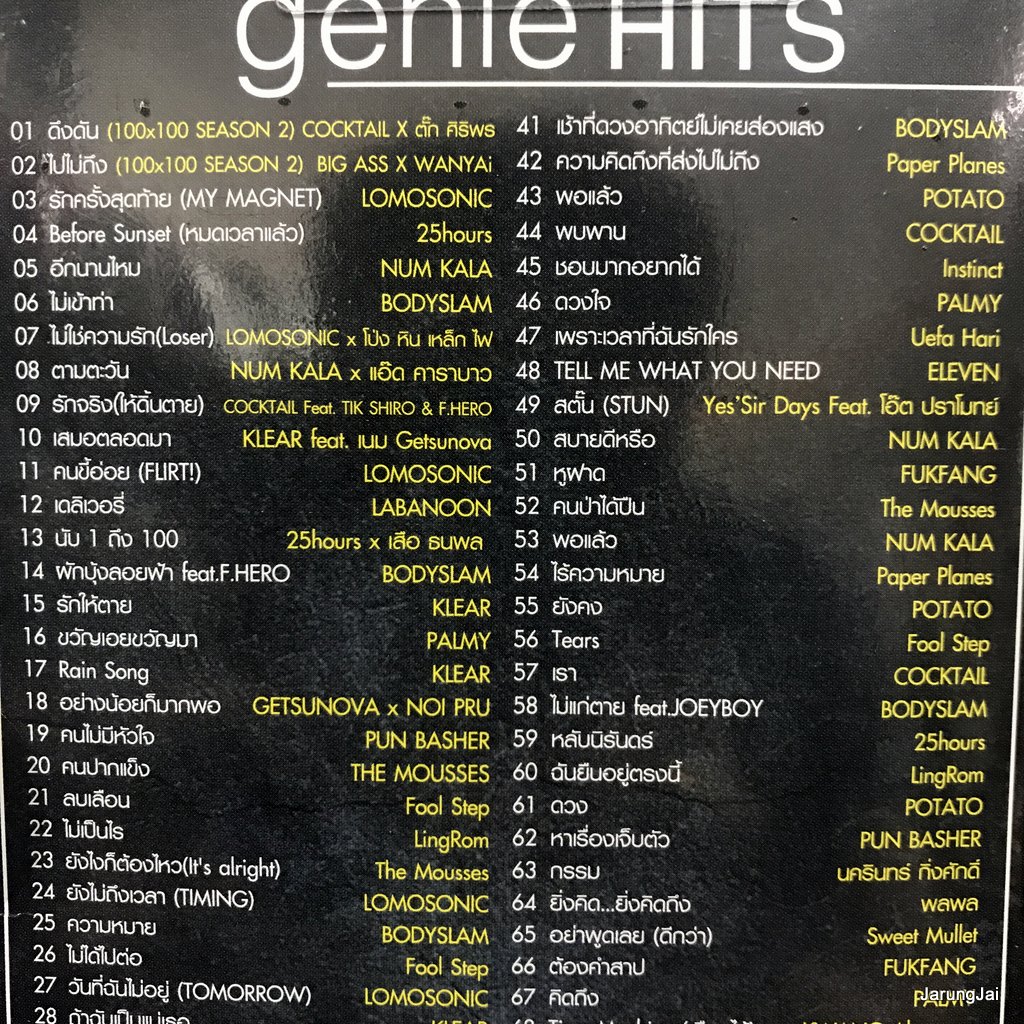 genie HITS
01 ดึงดัน (100x100 SEASON 2) COCKTAIL X ตั๊ก ศิริพร
02 ไปไม่ถึง (100x100 SEASON 2) BIG ASS X WANYAi
03 รักครั้งสุดท้าย (MY MAGNET) LOMOSONIC
04 Before Sunset (หมดเวลาแล้ว) 25hours
05 อีกนานไหม NUM KALA
06 ไม่เข้าท่า BODYSLAM
07 ไม่ใช่ความรัก(Loser) LOMOSONIC x โป่ง หิน เหล็ก ไฟ
08 ตามตะวัน NUM KALA x แอ๊ด คาราบาว
09 รักจริง(ให้ดิ้นตาย) COCKTAIL Feat. TIK SHIRO & F.HERO
10 เสมอตลอดมา KLEAR feat. เนม Getsunova
11 คนขี้อ่อย (FLIRT!) LOMOSONIC
12 เดลิเวอรี่ LABANOON
13 นับ 1 ถึง 100 25hours x เสือ ธนพล
14 ผักบุ้งลอยฟ้า feat.F.HERO BODYSLAM
15 รักให้ตาย KLEAR
16 ขวัญเอยขวัญมา PALMY
17 Rain Song KLEAR
18 อย่างน้อยก็มากพอ GETSUNOVA x NOI PRU
19 คนไม่มีหัวใจ PUN BASHER
20 คนปากแข็ง THE MOUSSES
21 ลบเลือน Fool Step
22 ไม่เป็นไร LingRom
23 ยังไงก็ต้องไหว(It's alright) The Mousses
24 ยังไม่ถึงเวลา (TIMING) LOMOSONIC
25 ความหมาย BODYSLAM
26 ไม่ได้ไปต่อ Fool Step
27 วันที่ฉันไม่อยู่ (TOMORROW) LOMOSONIC
28 ถ้าฉันเป็นแม่เธอ KLEAR
41 เช้าที่ดวงอาทิตย์ไม่เคยส่องแสง BODYSLAM
42 ความคิดถึงที่ส่งไปไม่ถึง Paper Planes
43 พอแล้ว POTATO
44 พบพาน COCKTAIL
45 ชอบมากอยากได้ Instinct
46 ดวงใจ PALMY
47 เพราะเวลาที่ฉันรักใคร Uefa Hari
48 TELL ME WHAT YOU NEED ELEVEN
49 สตั๊น (STUN) Yes'Sir Days Feat. โอ๊ต ปราโมทย์
50 สบายดีหรือ NUM KALA
51 หูฝาด FUKFANG
52 คนป่าได้ปืน The Mousses
53 พอแล้ว NUM KALA
54 ไร้ความหมาย Paper Planes
55 ยังคง POTATO
56 Tears Fool Step
57 เรา COCKTAIL
58 ไม่แก่ตาย feat.JOEYBOY BODYSLAM
59 หลับนิรันดร์ 25hours
60 ฉันยืนอยู่ตรงนี้ LingRom
61 ดวง POTATO
62 หาเรื่องเจ็บตัว PUN BASHER
63 กรรม นครินทร์ กิ่งศักดิ์
64 ยิ่งคิด...ยิ่งคิดถึง พลพล
65 อย่าพูดเลย (ดีกว่า) Sweet Mullet
66 ต้องคำสาป FUKFANG
67 คิดถึง PALMY
JarungJai